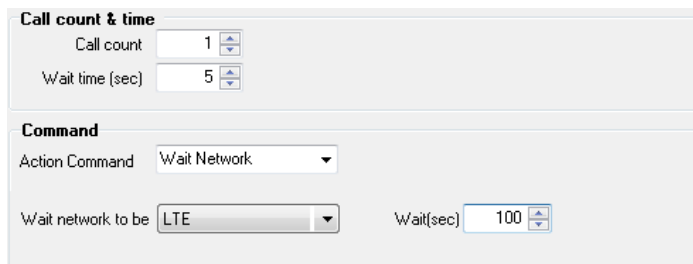 Call count & time
Call count 1
Wait time (sec) 5
Command
Action Command Wait Network
Wait network to be LTE Wait(sec) 100